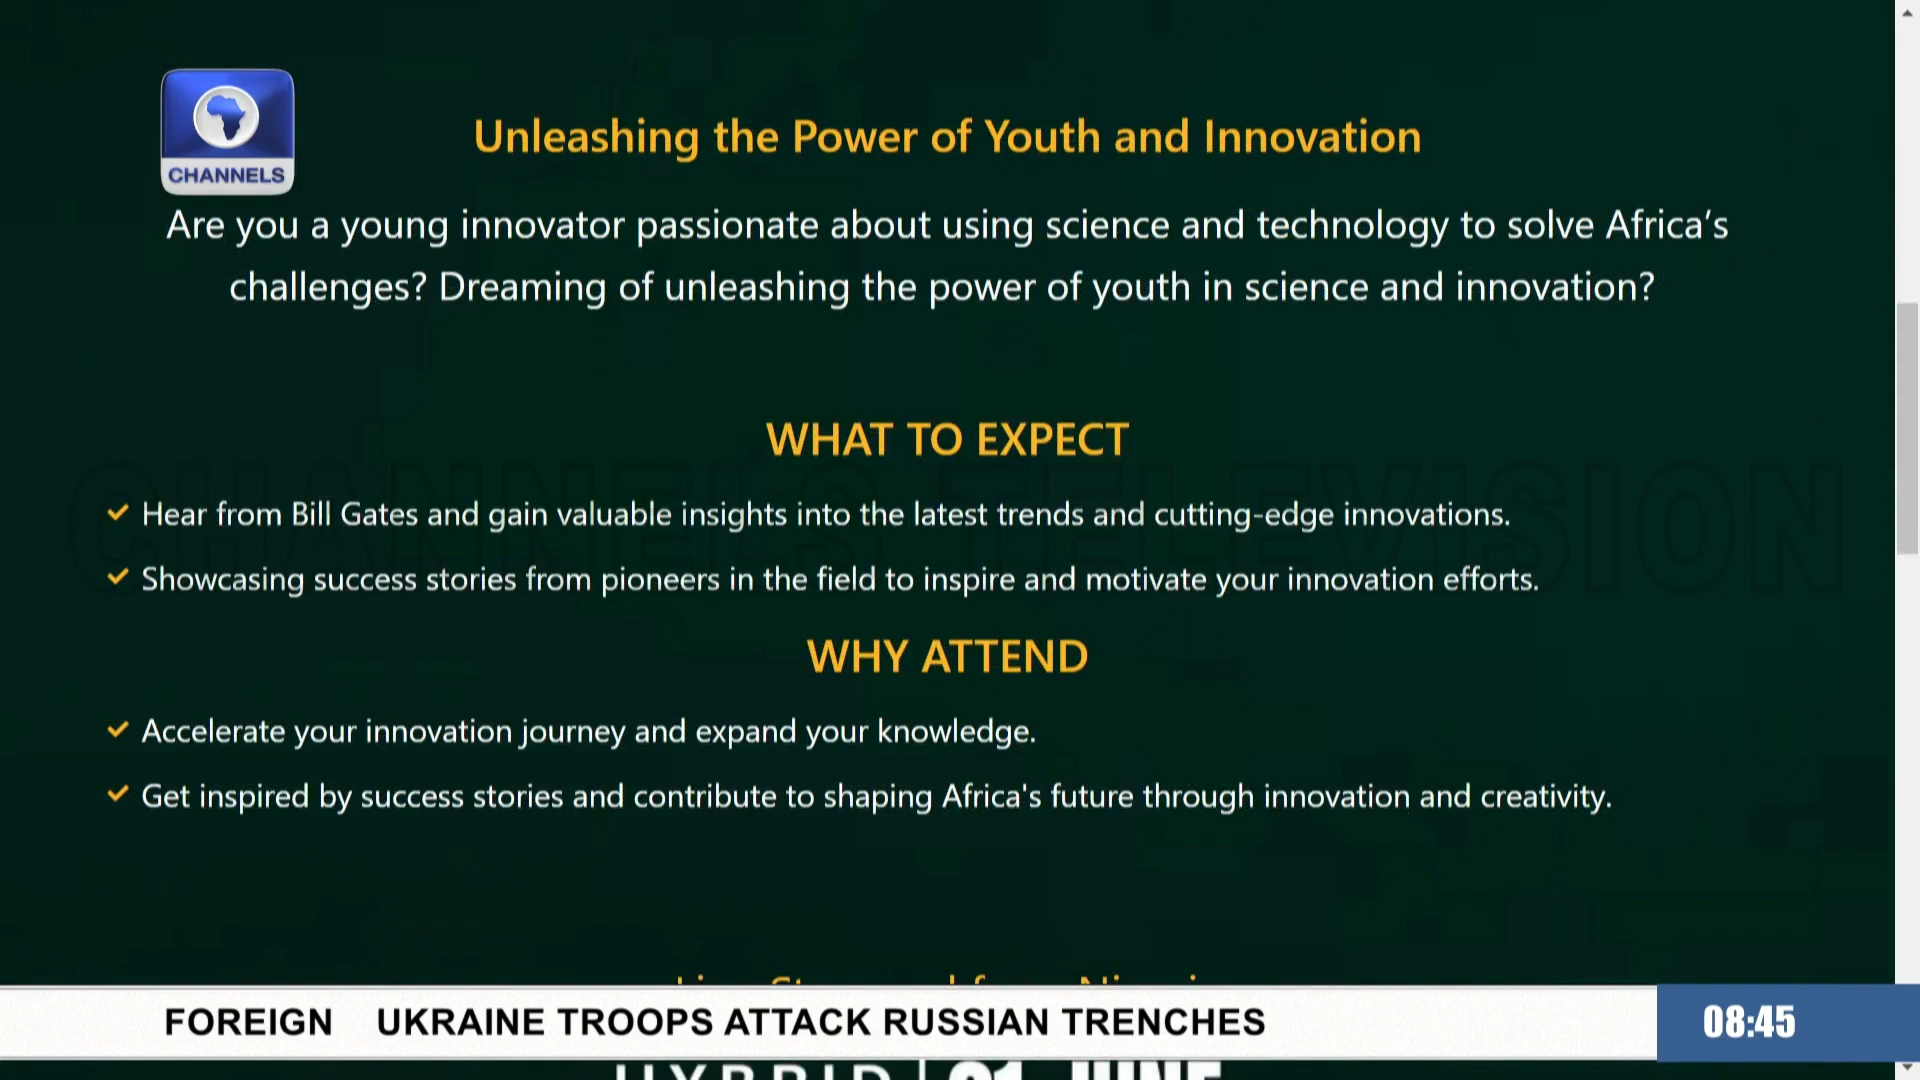 CHANNELS
Unleashing the Power of Youth and Innovation
Are you a young innovator passionate about using science and technology to solve Africa’s
challenges? Dreaming of unleashing the power of youth in science and innovation?
WHAT TO EXPECT
CHANNELS TELEVISION
Hear from Bill Gates and gain valuable insights into the latest trends and cutting-edge innovations.
Showcasing success stories from pioneers in the field to inspire and motivate your innovation efforts.
WHY ATTEND
Accelerate your innovation journey and expand your knowledge.
Get inspired by success stories and contribute to shaping Africa's future through innovation and creativity.
FOREIGN UKRAINE TROOPS ATTACK RUSSIAN TRENCHES
08:45
HYBRID | 21 JUNE